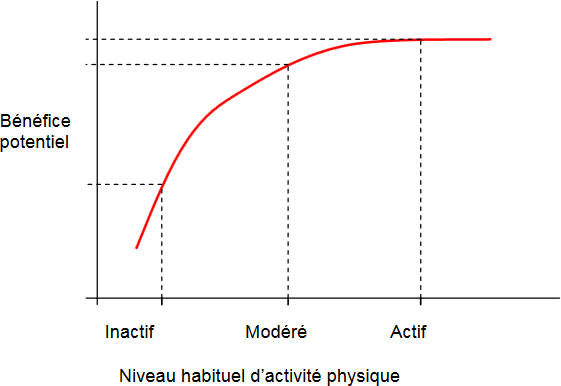 Bénéfice
potentiel
Inactif Modéré Actif
Niveau habituel d’activité physique